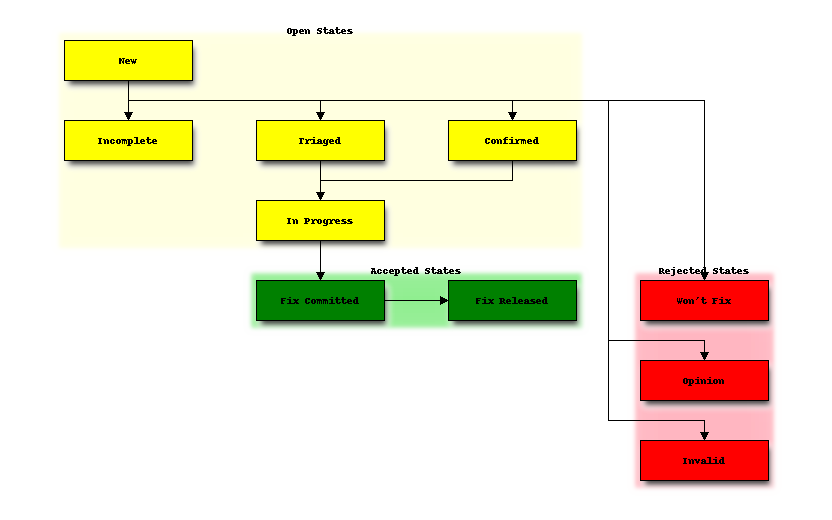 Open States
New
Incomplete
Triaged
Confirmed
In Progress
Accepted States
Rejected States
Fix Committed
Fix Released
Won't Fix
Opinion
Invalid